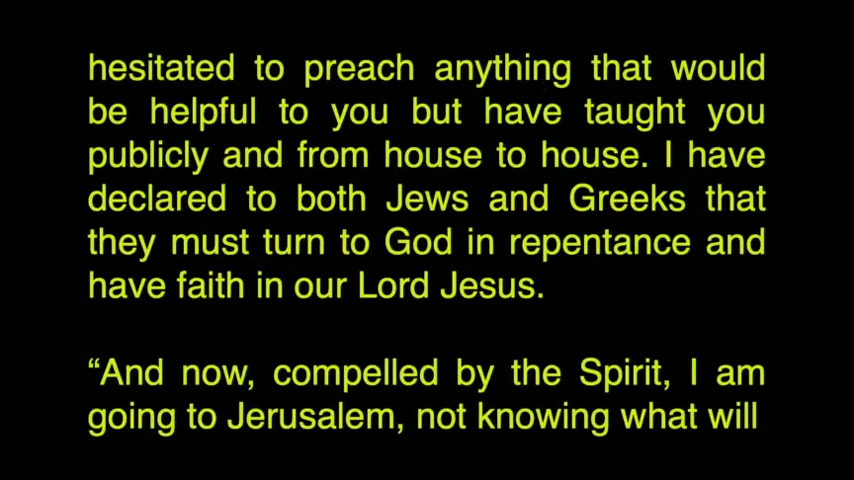 hesitated to preach anything that would
be helpful to you but have taught you
publicly and from house to house. I have
declared to both Jews and Greeks that
they must turn to God in repentance and
have faith in our Lord Jesus.
“And now, compelled by the Spirit, I am
going to Jerusalem, not knowing what will